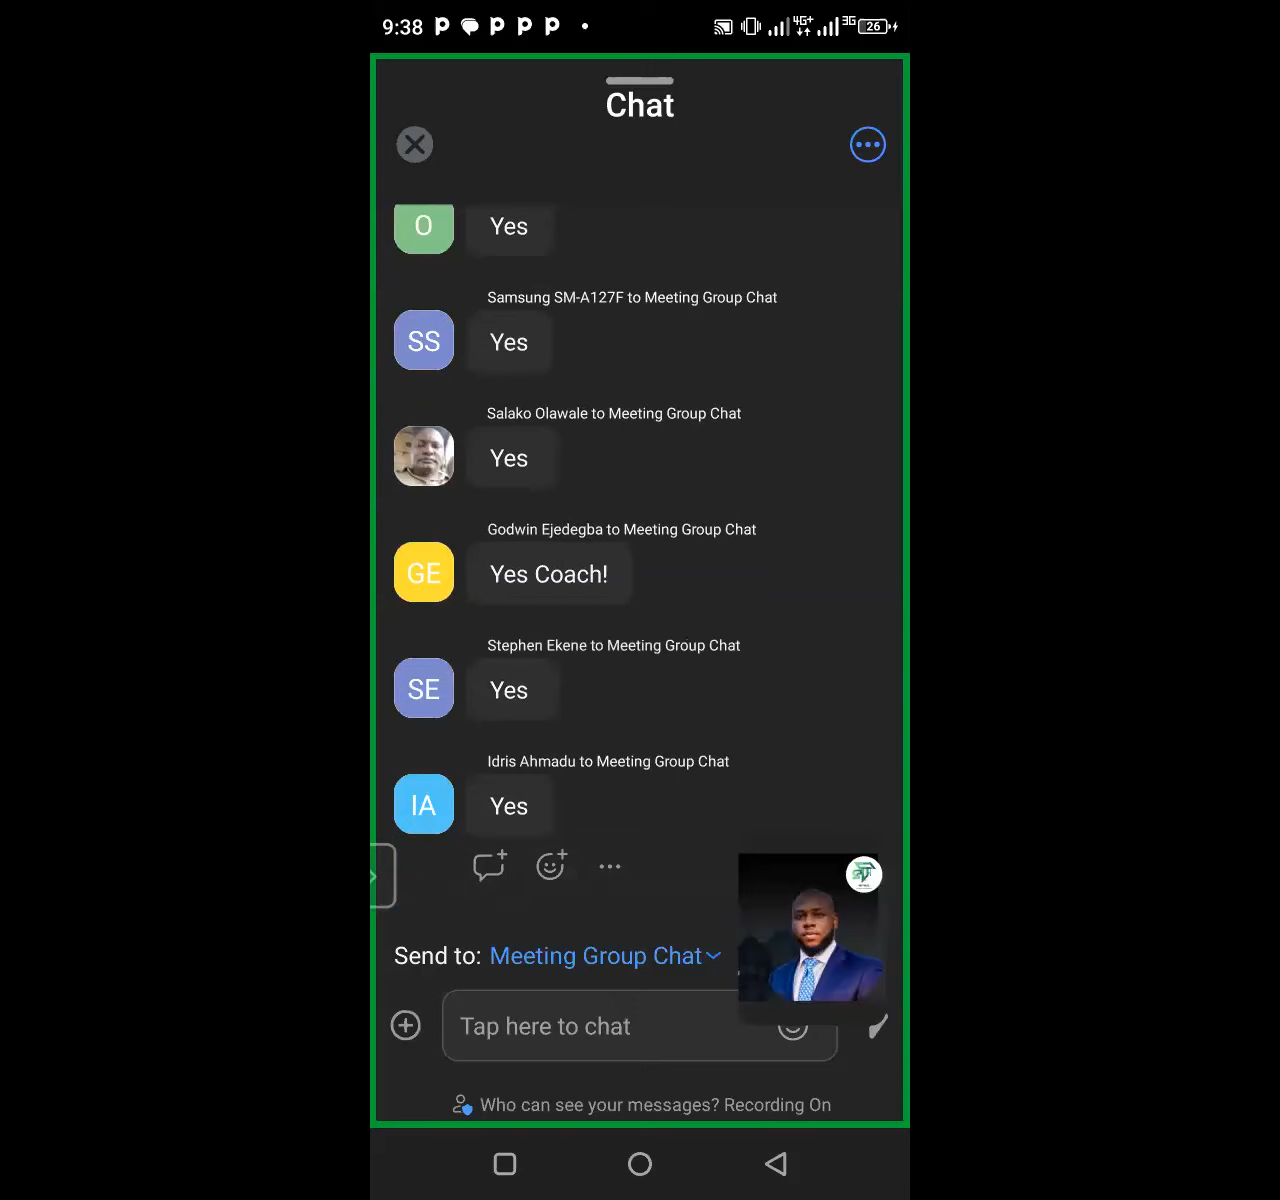 9:38
4G+
3G
26
Chat
O
Yes
Samsung SM-A127F to Meeting Group Chat
SS
Yes
Salako Olawale to Meeting Group Chat
Yes
Godwin Ejedegba to Meeting Group Chat
GE
Yes Coach!
Stephen Ekene to Meeting Group Chat
SE
Yes
Idris Ahmadu to Meeting Group Chat
IA
Yes
Send to: Meeting Group Chat
Tap here to chat
Who can see your messages? Recording On